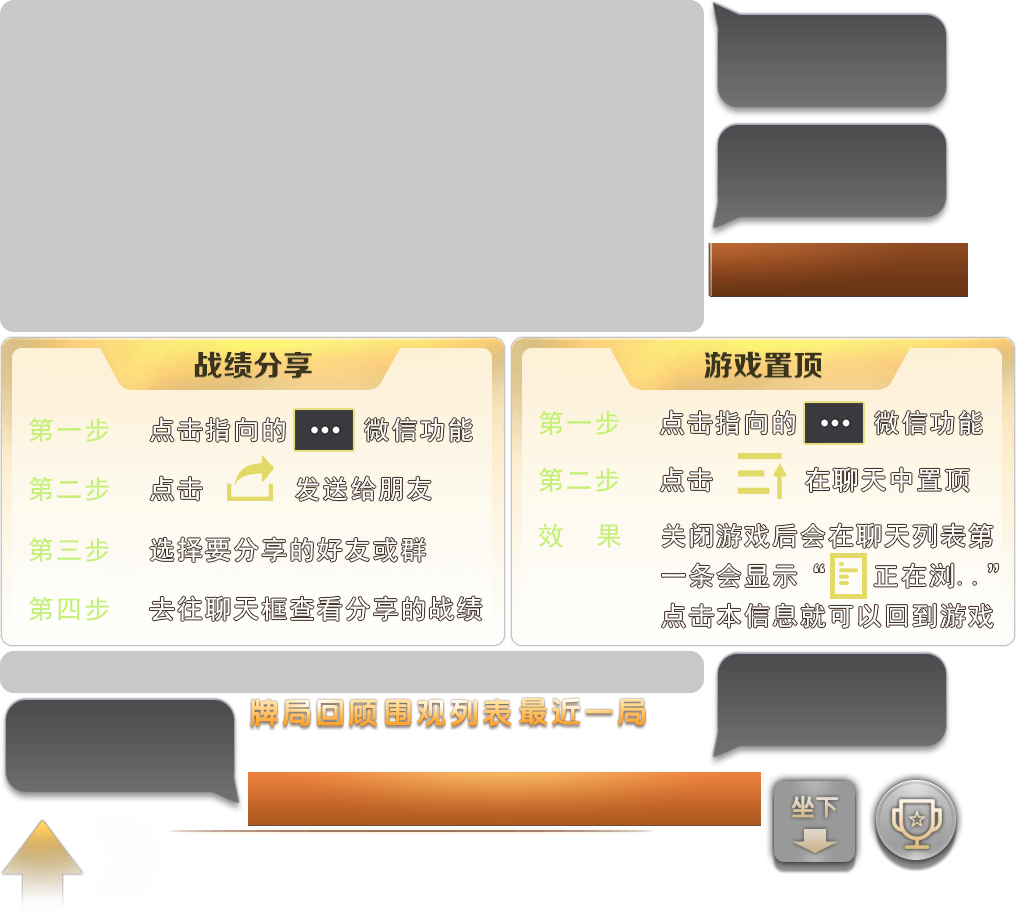 战绩分享
第一步 点击指向的 ••• 微信功能
第二步 点击 发送给朋友
第三步 选择要分享的好友或群
第四步 去往聊天框查看分享的战绩
游戏置顶
第一步 点击指向的 ••• 微信功能
第二步 点击 在聊天中置顶
效 果 关闭游戏后会在聊天列表第
一条会显示“ 正在浏..”
点击本信息就可以回到游戏
牌局回顾围观列表最近一局
坐下